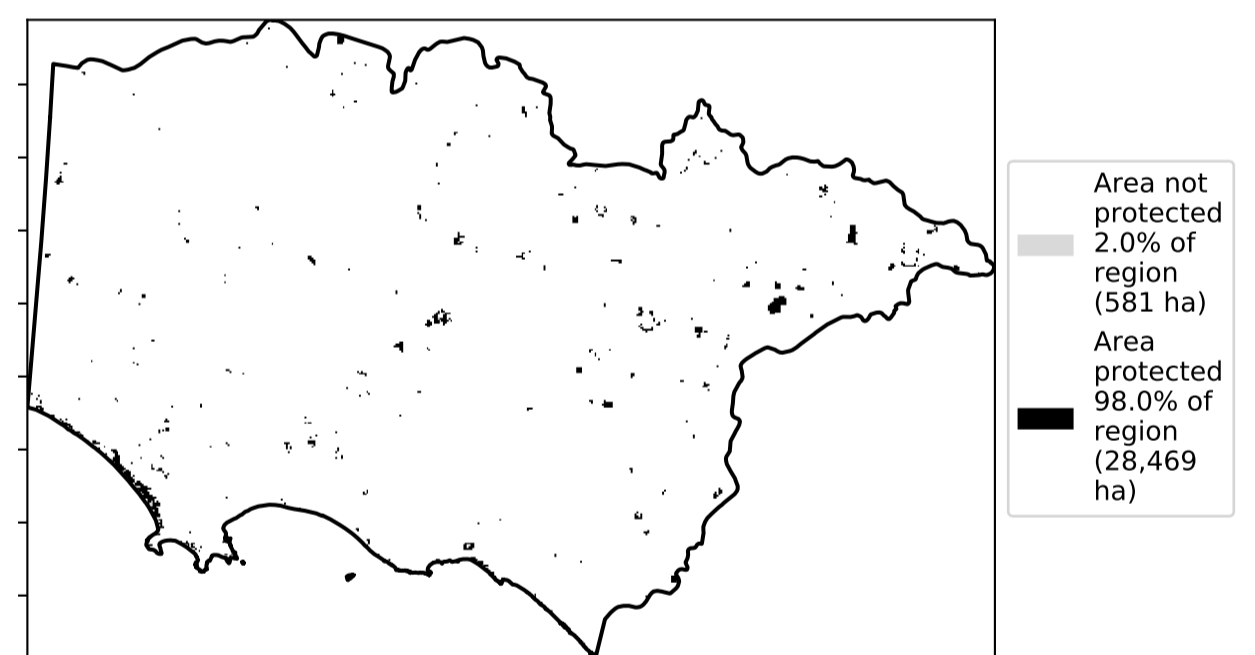 Area not
protected
2.0% of
region
(581 ha)
Area
protected
98.0% of
region
(28,469
ha)